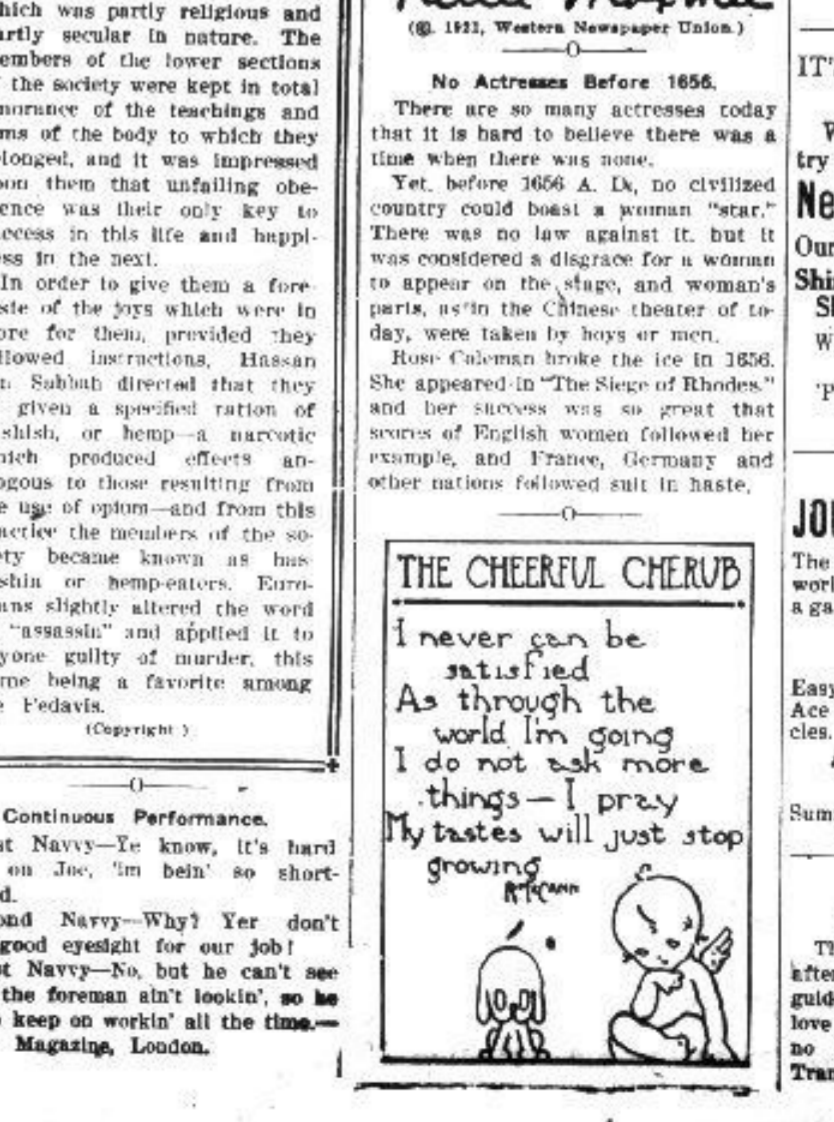 hich was partly religious and
artly secular in nature. The
embers of the lower sections
the society were kept in total
norance of the teachings and
ms of the body to which they
longed, and it was impressed
on them that unfailing obe-
ence was their only key to
ccess in this life and happi-
ess in the next.
In order to give them a fore-
ste of the joys which were in
ore for them, provided they
llowed instructions, Hassan
Sabbah directed that they
given a specified ration of
shish, or hemp—a narcotic
hich produced effects an-
ogous to those resulting from
e use of opium—and from this
actice the members of the so-
ety became known as has-
shin or hemp-eaters. Euro-
ans slightly altered the word
"assassin" and applied it to
yone guilty of murder, this
me being a favorite among
e Fedavis.
(Copyright.)
Continuous Performance.
st Navvy—Ye know, it's hard
on Joe, 'im bein' so short-
d.
ond Navvy—Why? Yer don't
good eyesight for our job!
st Navvy—No, but he can't see
the foreman ain't lookin', so he
keep on workin' all the time.—
Magazine, London.
(©. 1921, Western Newspaper Union.)
No Actresses Before 1656.
There are so many actresses today
that it is hard to believe there was a
time when there was none.
Yet, before 1656 A. D., no civilized
country could boast a woman "star."
There was no law against it, but it
was considered a disgrace for a woman
to appear on the stage, and woman's
parts, as in the Chinese theater of to-
day, were taken by boys or men.
Rose Coleman broke the ice in 1656.
She appeared in "The Siege of Rhodes."
and her success was so great that
scores of English women followed her
example, and France, Germany and
other nations followed suit in haste.
THE CHEERFUL CHERUB
I never can be
satisfied
As through the
world I'm going
I do not ask more
things — I pray
My tastes will just stop
growing
R McCann
IT'
W
try
Ne
Our
Shi
S
W
'P
JO
The
wor
a ga
Easy
Ace
cles.
Sum
T
after
guid
love
no
Tran